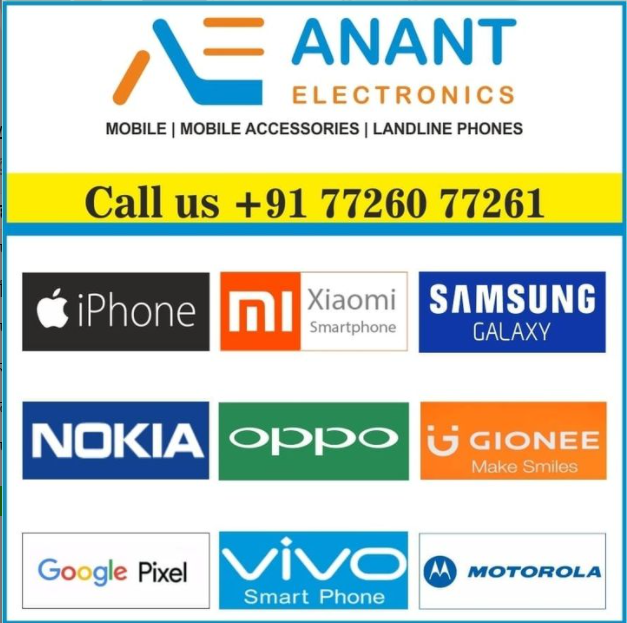 ANANT
ELECTRONICS
MOBILE | MOBILE ACCESSORIES | LANDLINE PHONES
Call us +91 77260 77261
iPhone
mi Xiaomi
Smartphone
SAMSUNG
GALAXY
NOKIA
oppo
GIONEE
Make Smiles
Google Pixel
vivo
Smart Phone
MOTOROLA